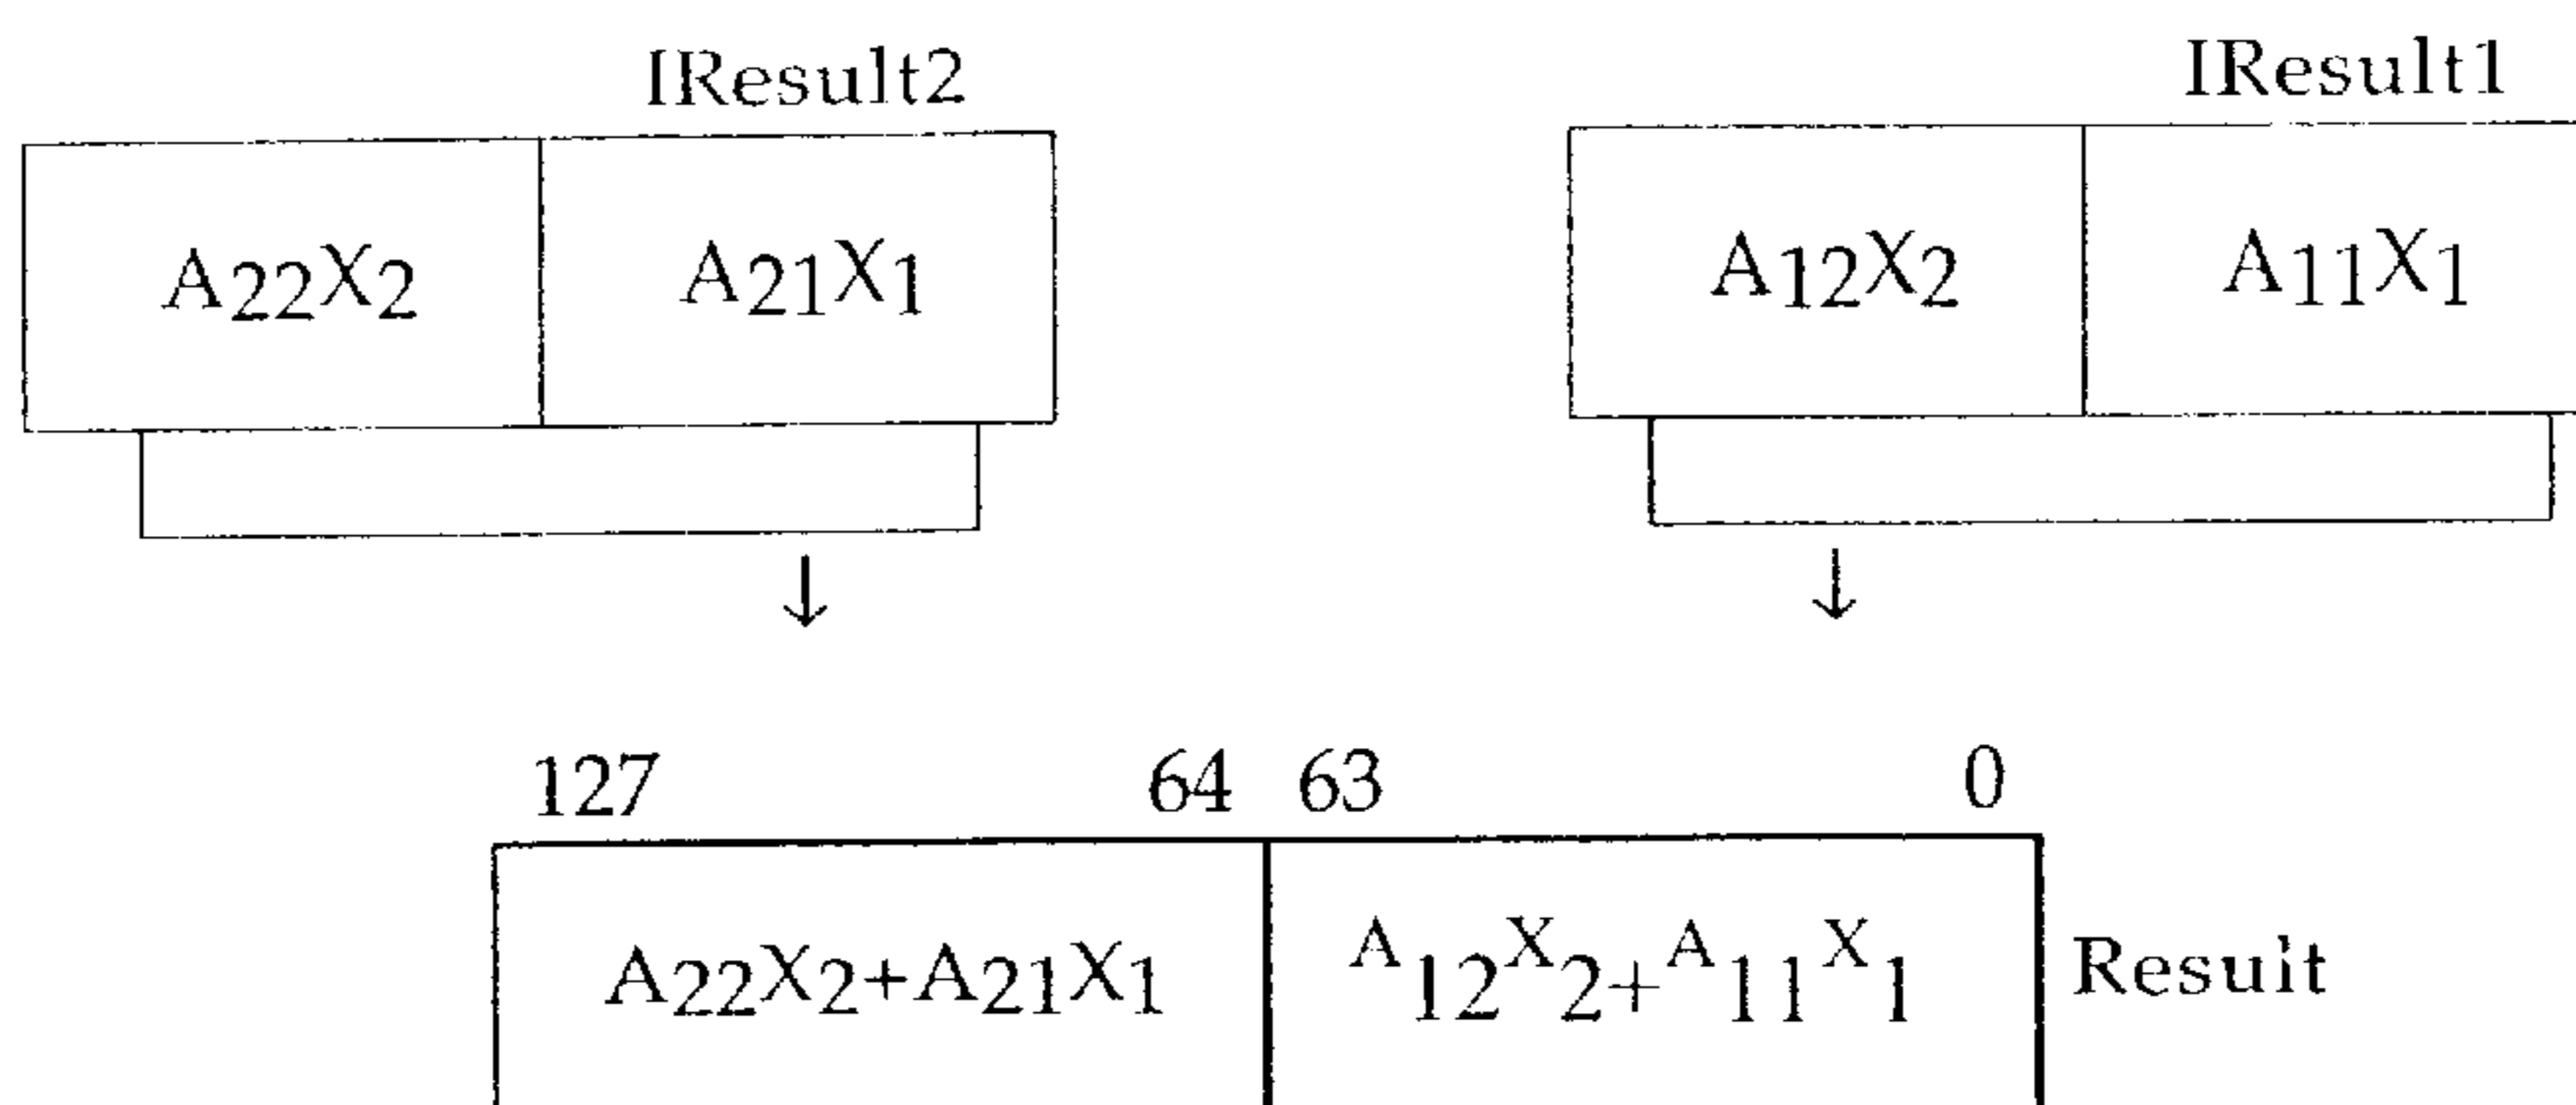 IResult2 IResult1
A22X2 A21X1 A12X2 A11X1
127 64 63 0
A22X2+A21X1 A12X2+A11X1 Resuit